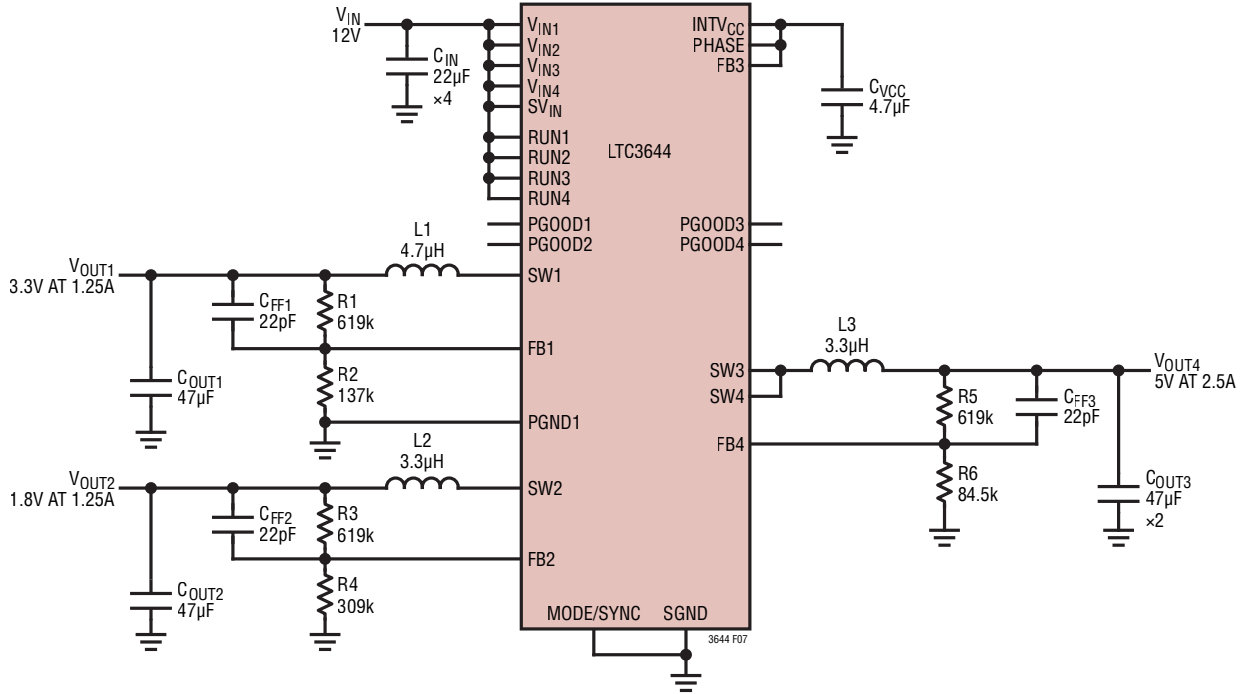 VIN
12V
CIN
22µF
×4
VIN1
VIN2
VIN3
VIN4
SVIN
RUN1
RUN2
RUN3
RUN4
PGOOD1
PGOOD2
LTC3644
INTVCC
PHASE
FB3
CVCC
4.7µF
PGOOD3
PGOOD4
L1
4.7µH
SW1
VOUT1
3.3V AT 1.25A
CFF1
22pF
R1
619k
FB1
COUT1
47µF
R2
137k
PGND1
L2
3.3µH
SW2
VOUT2
1.8V AT 1.25A
CFF2
22pF
R3
619k
FB2
COUT2
47µF
R4
309k
L3
3.3µH
SW3
SW4
VOUT4
5V AT 2.5A
R5
619k
CFF3
22pF
FB4
R6
84.5k
COUT3
47µF
×2
MODE/SYNC
SGND
3644 F07